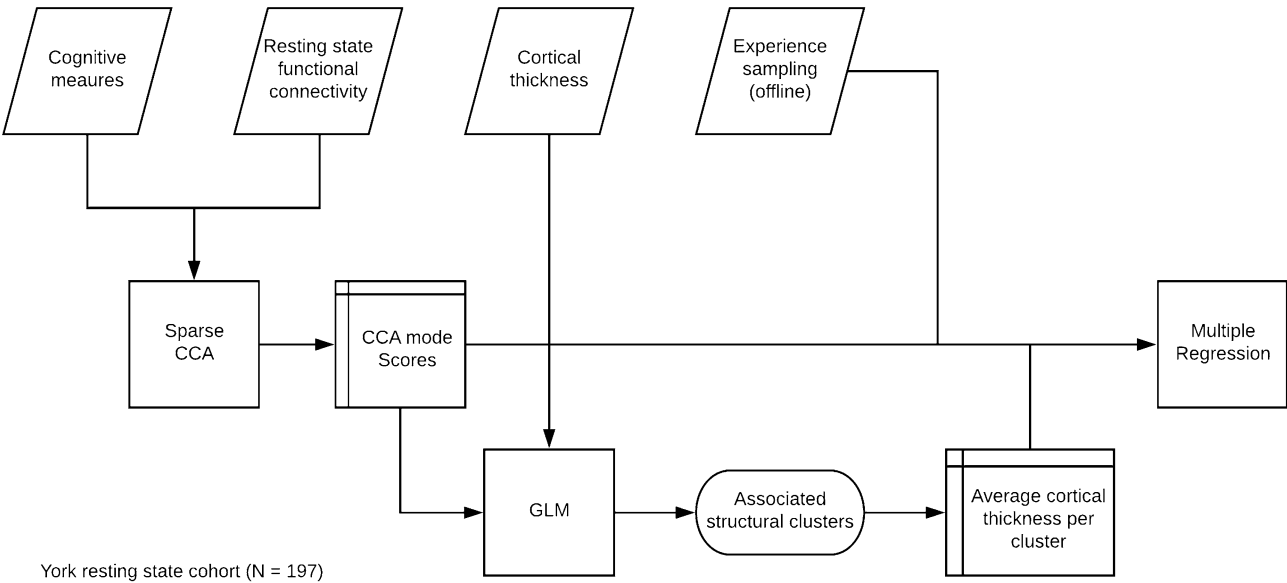 Cognitive
meaures
Resting state
functional
connectivity
Cortical
thickness
Experience
sampling
(offline)
Sparse
CCA
CCA mode
Scores
Multiple
Regression
GLM
Associated
structural clusters
Average cortical
thickness per
cluster
York resting state cohort (N = 197)